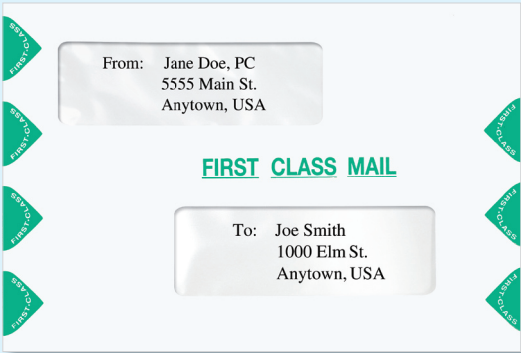 FIRST-CLASS
From: Jane Doe, PC
5555 Main St.
Anytown, USA
FIRST-CLASS
FIRST-CLASS
FIRST CLASS MAIL
FIRST-CLASS
FIRST-CLASS
To: Joe Smith
1000 Elm St.
Anytown, USA
FIRST-CLASS
FIRST-CLASS